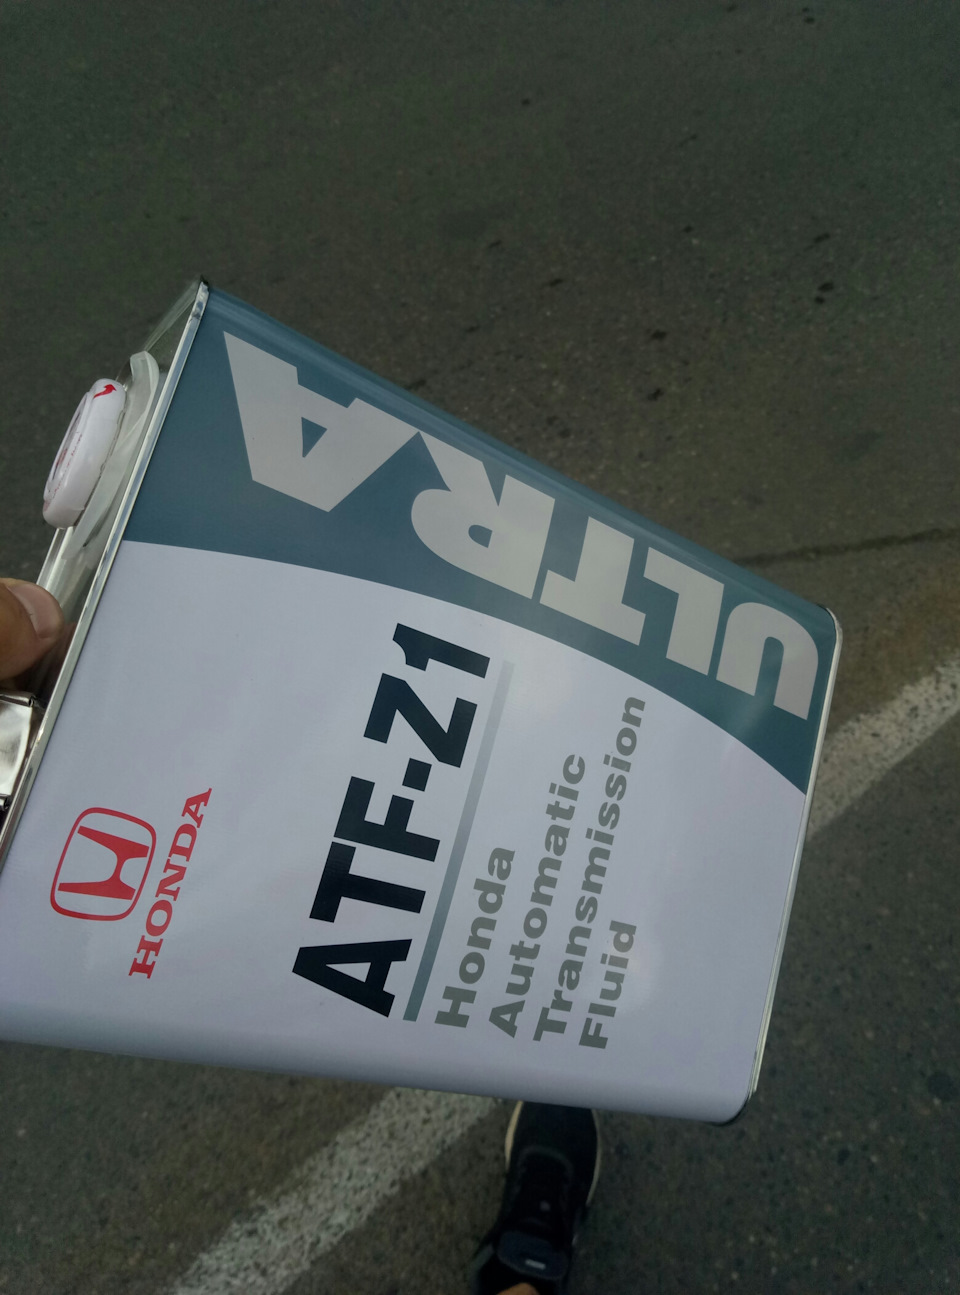 ULTRA
HONDA
ATF-Z1
Honda
Automatic
Transmission
Fluid